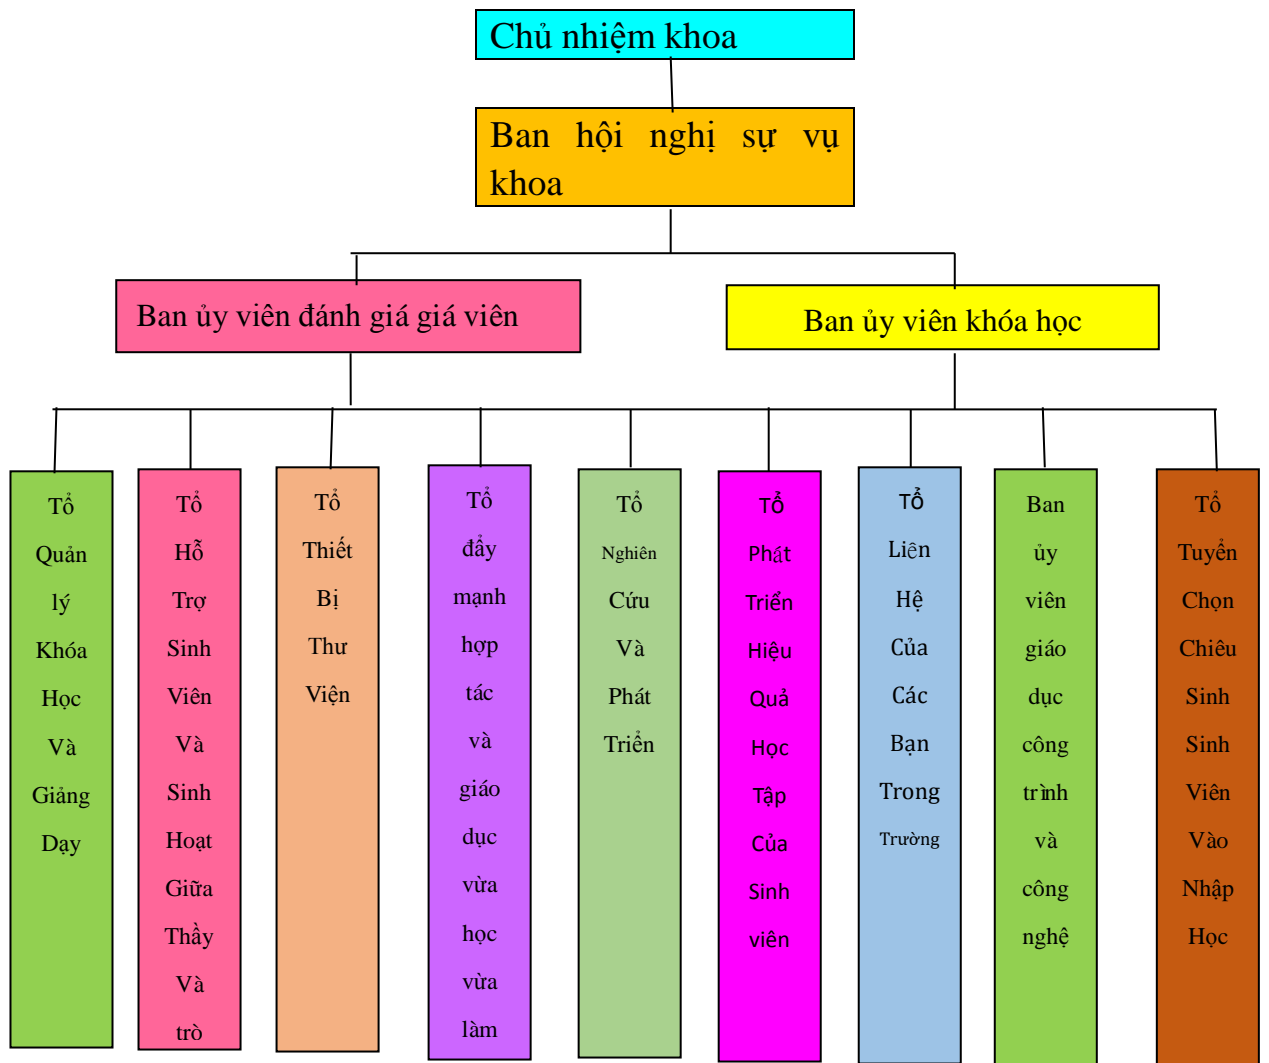 Chủ nhiệm khoa
Ban hội nghị sự vụ
khoa
Ban ủy viên đánh giá giá viên
Ban ủy viên khóa học
Tổ
Quản
lý
Khóa
Học
Và
Giảng
Dạy
Tổ
Hỗ
Trợ
Sinh
Viên
Và
Sinh
Hoạt
Giữa
Thầy
Và
trò
Tổ
Thiết
Bị
Thư
Viện
Tổ
đẩy
mạnh
hợp
tác
và
giáo
dục
vừa
học
vừa
làm
Tổ
Nghiên
Cứu
Và
Phát
Triển
Tổ
Phát
Triển
Hiệu
Quả
Học
Tập
Của
Sinh
viên
Tổ
Liên
Hệ
Của
Các
Bạn
Trong
Trường
Ban
ủy
viên
giáo
dục
công
trình
và
công
nghệ
Tổ
Tuyển
Chọn
Chiêu
Sinh
Sinh
Viên
Vào
Nhập
Học